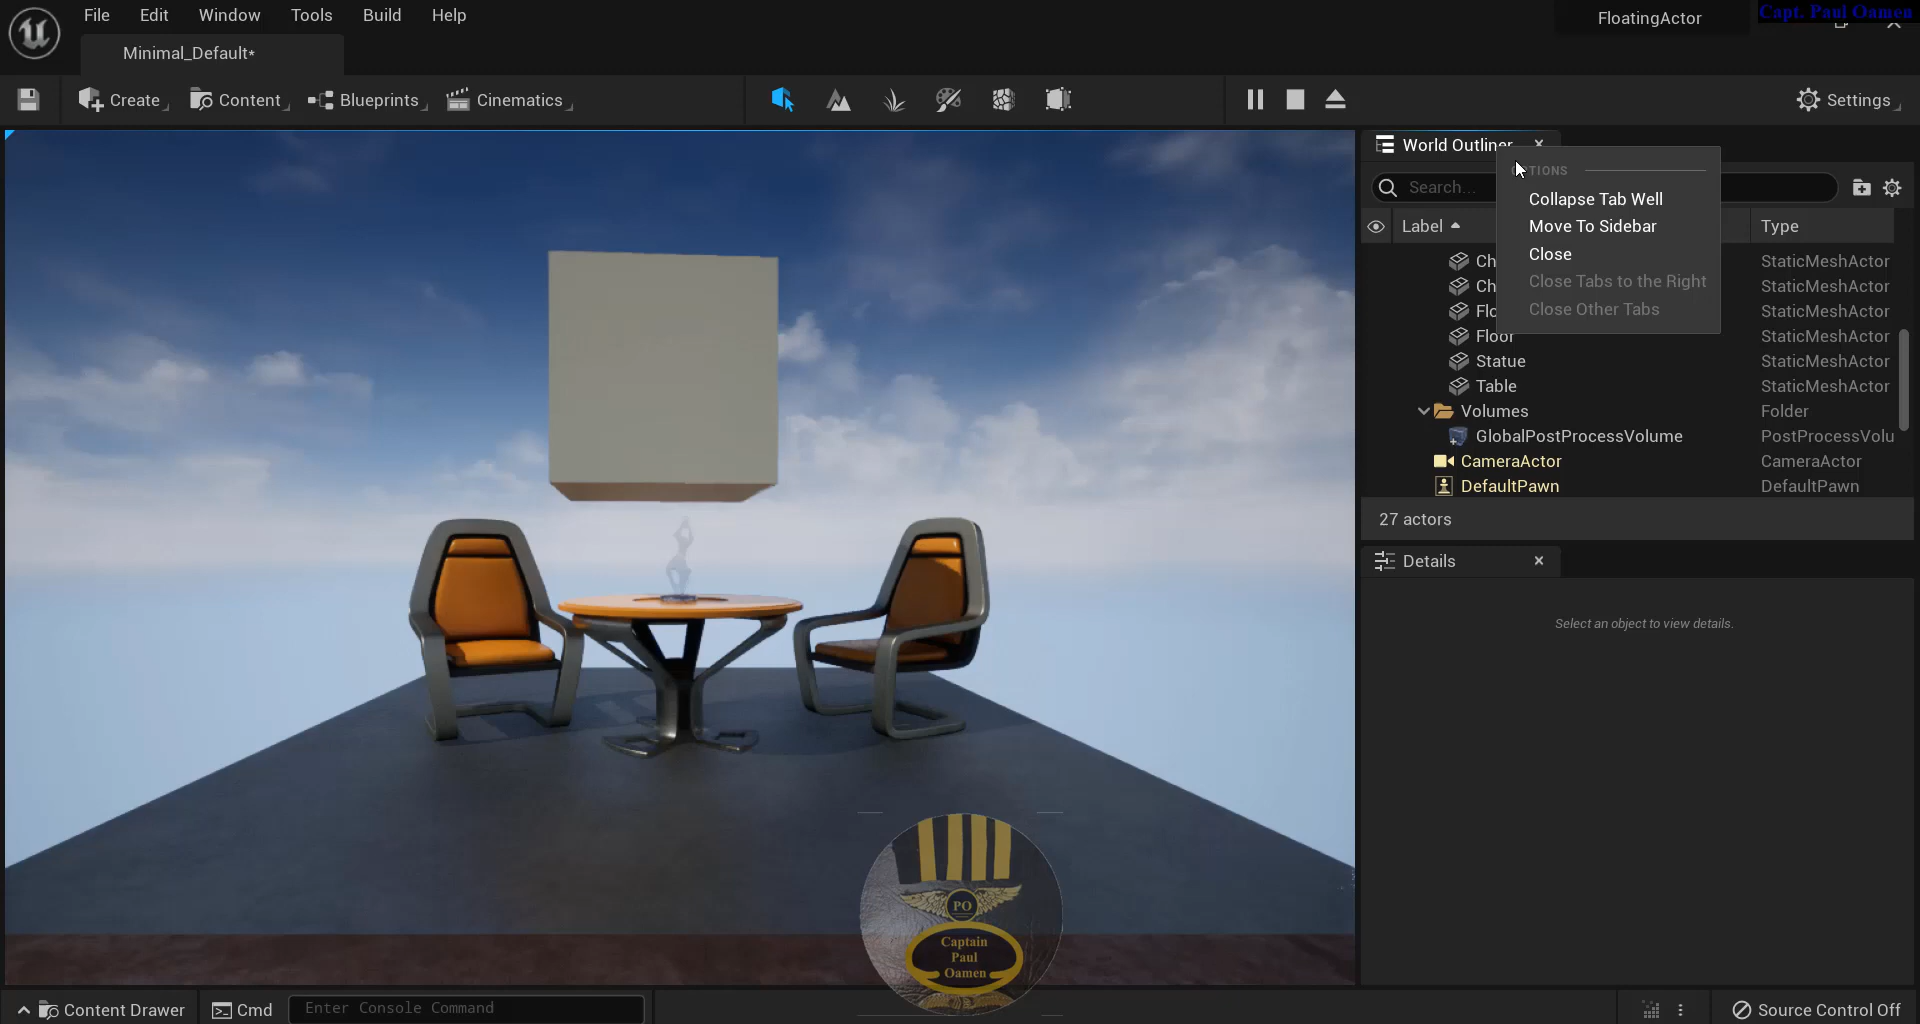 File Edit Window Tools Build Help
FloatingActor
Capt. Paul Oamen
Minimal_Default*
Create Content Blueprints Cinematics
Settings
World Outliner
Search...
Collapse Tab Well
Move To Sidebar
Close
Close Tabs to the Right
Close Other Tabs
Label Type
Ch StaticMeshActor
Ch StaticMeshActor
Flo StaticMeshActor
Floor StaticMeshActor
Statue StaticMeshActor
Table StaticMeshActor
Volumes Folder
GlobalPostProcessVolume PostProcessVolu
CameraActor CameraActor
DefaultPawn DefaultPawn
27 actors
Details
Select an object to view details.
PO
Captain
Paul
Oamen
Content Drawer Cmd Enter Console Command
Source Control Off